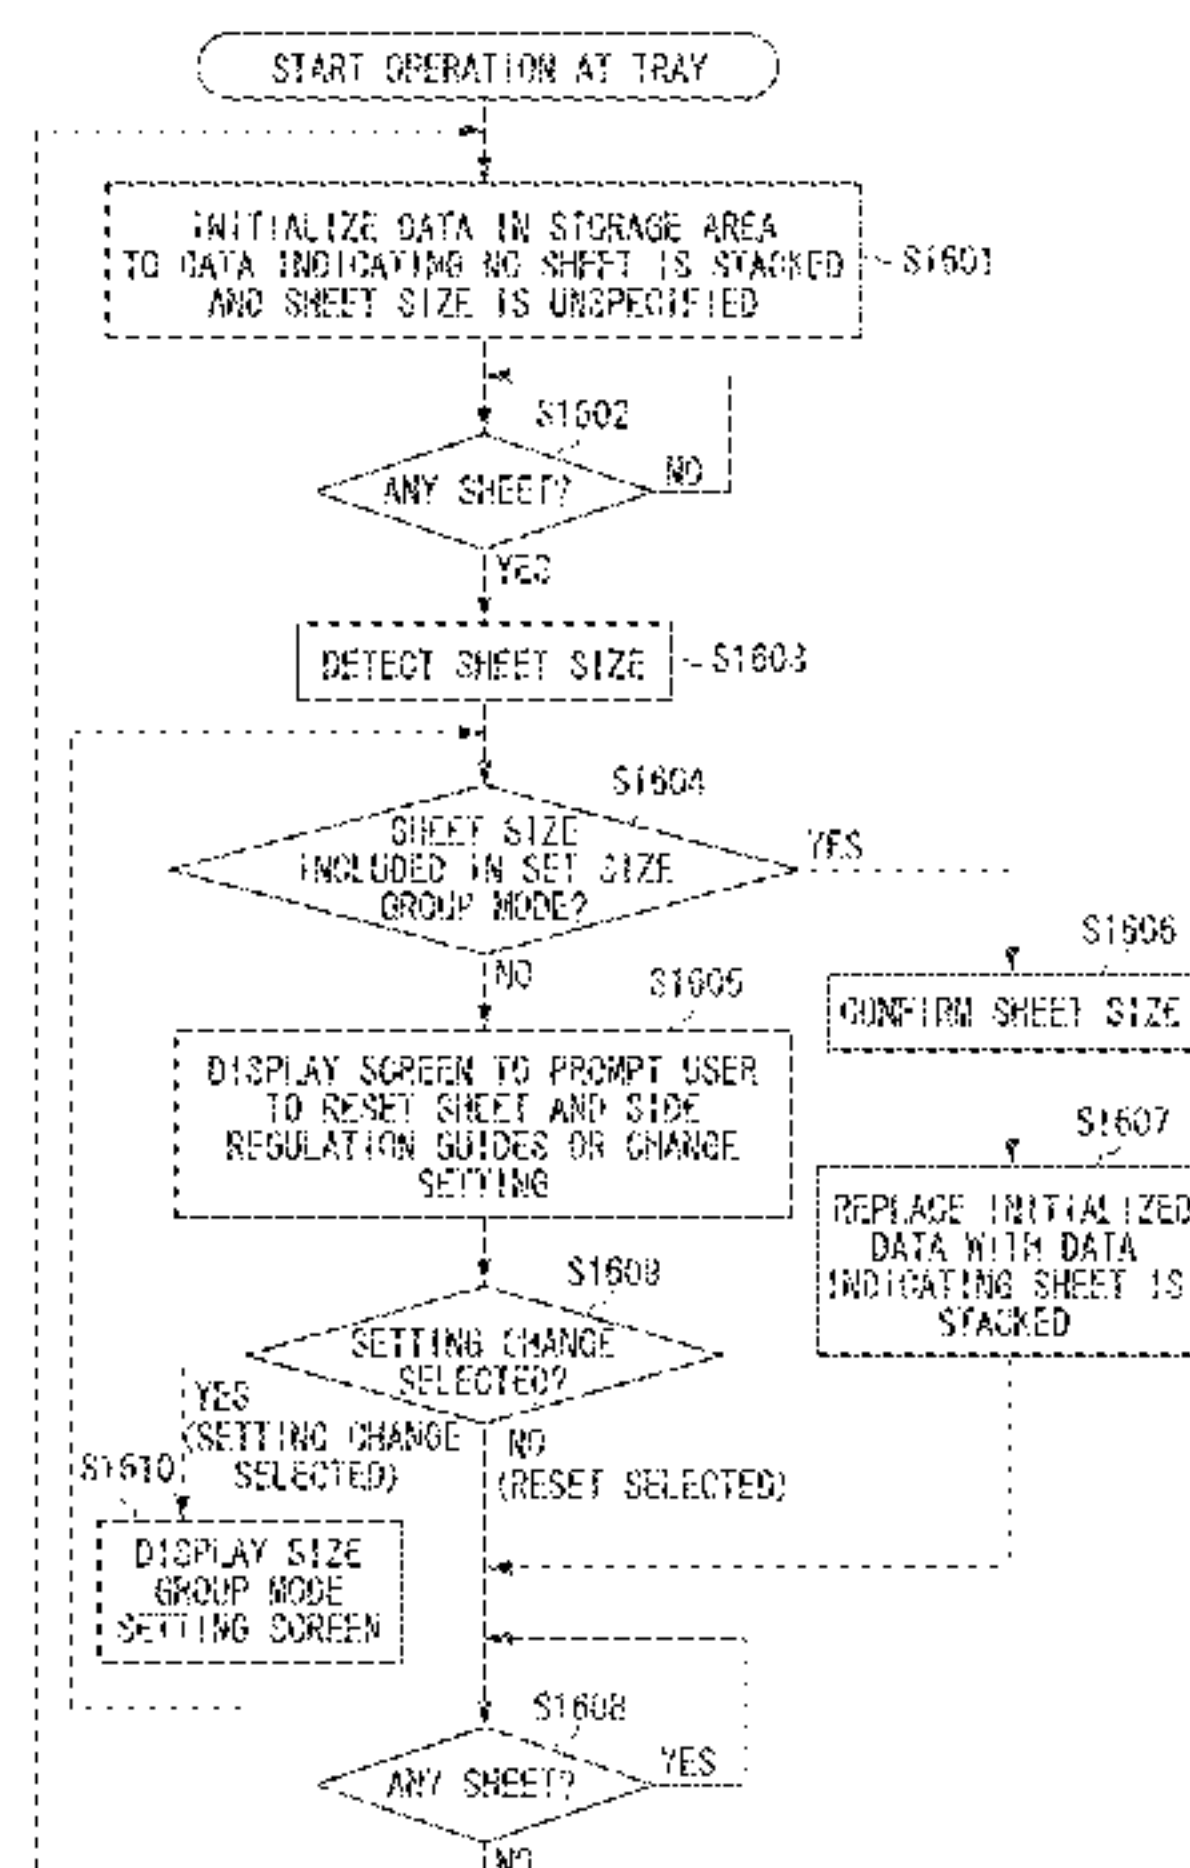 START OPERATION AT TRAY
INITIALIZE DATA IN STORAGE AREA
TO DATA INDICATING NO SHEET IS STACKED
AND SHEET SIZE IS UNSPECIFIED
S1601
S1602
ANY SHEET?
NO
YES
DETECT SHEET SIZE
S1603
S1604
SHEET SIZE
INCLUDED IN SET SIZE
GROUP MODE?
YES
NO
S1605
S1606
CONFIRM SHEET SIZE
DISPLAY SCREEN TO PROMPT USER
TO RESET SHEET AND SIDE
REGULATION GUIDES OR CHANGE
SETTING
S1607
REPLACE INITIALIZED
DATA WITH DATA
INDICATING SHEET IS
STACKED
S1609
SETTING CHANGE
SELECTED?
YES
(SETTING CHANGE
SELECTED)
NO
(RESET SELECTED)
S1610
DISPLAY SIZE
GROUP MODE
SETTING SCREEN
S1608
ANY SHEET?
YES
NO